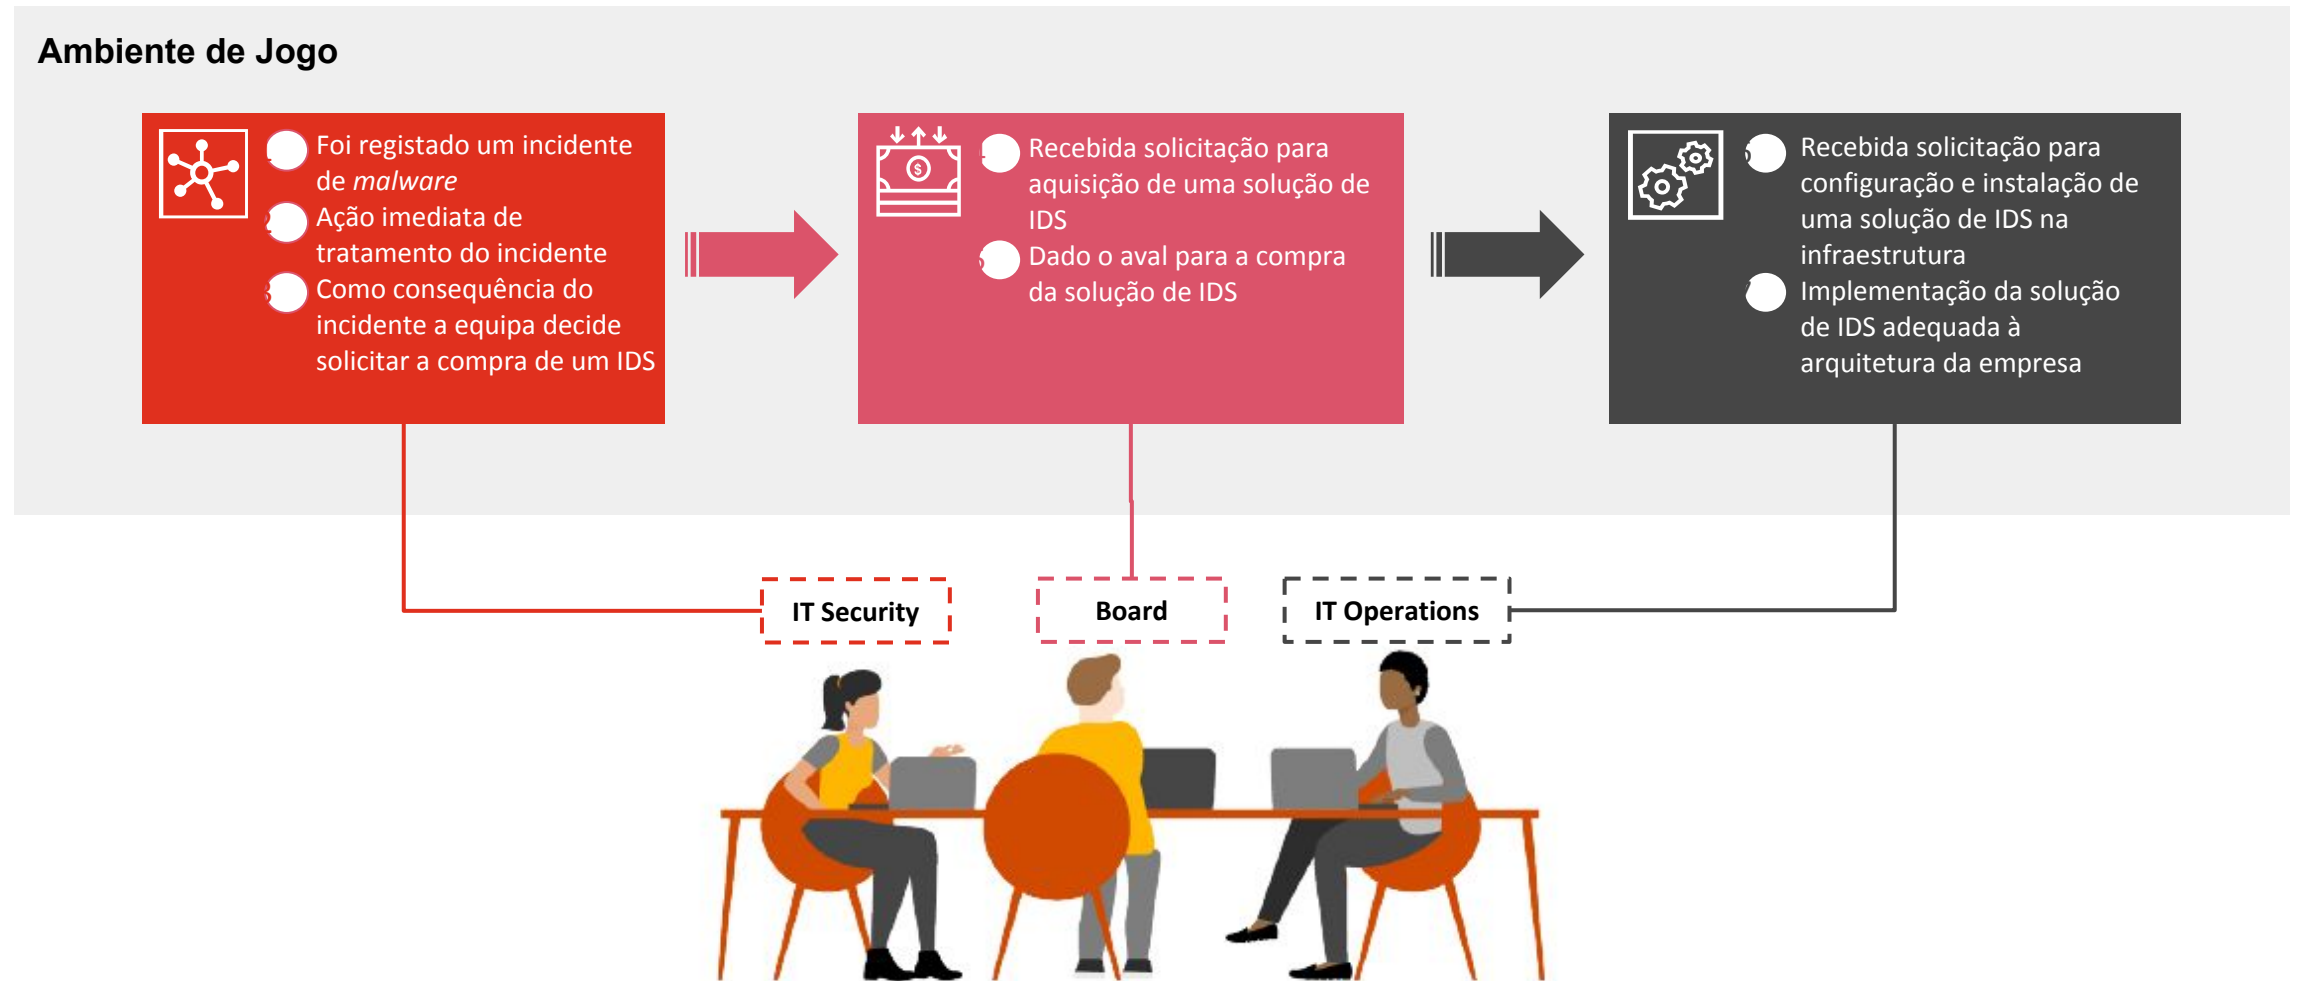 Ambiente de Jogo
Foi registado um incidente
de malware
2
Ação imediata de
tratamento do incidente
3
Como consequência do
incidente a equipa decide
solicitar a compra de um IDS
$
Recebida solicitação para
aquisição de uma solução de
IDS
Dado o aval para a compra
da solução de IDS
Recebida solicitação para
configuração e instalação de
uma solução de IDS na
infraestrutura
Implementação da solução
de IDS adequada à
arquitetura da empresa
IT Security
Board
IT Operations